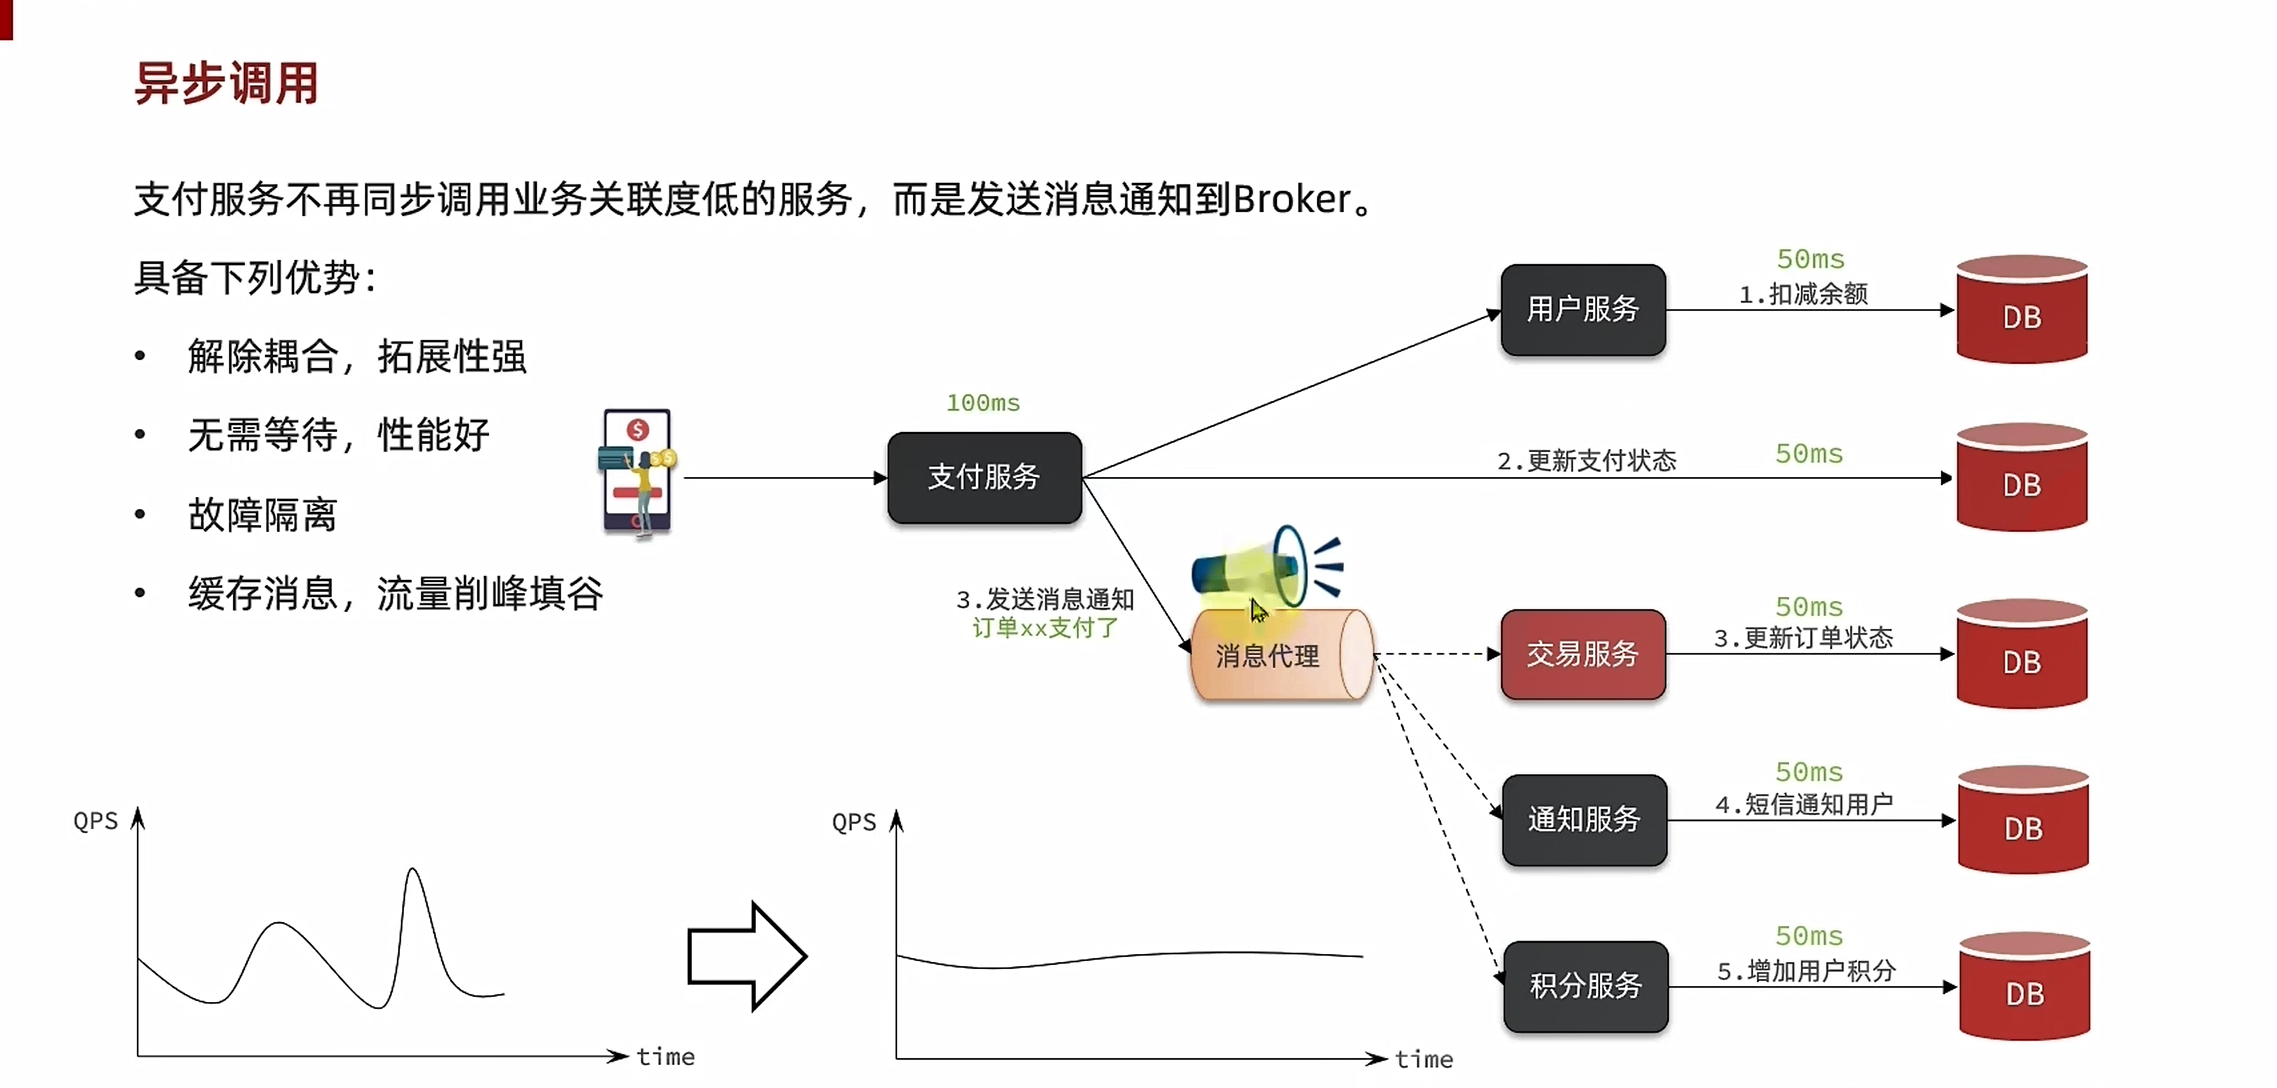 异步调用
支付服务不再同步调用业务关联度低的服务，而是发送消息通知到Broker。
具备下列优势：
• 解除耦合，拓展性强
• 无需等待，性能好
• 故障隔离
• 缓存消息，流量削峰填谷
100ms
支付服务
用户服务
50ms
1.扣减余额
DB
2.更新支付状态
50ms
DB
3.发送消息通知
订单xx支付了
消息代理
交易服务
50ms
3.更新订单状态
DB
通知服务
50ms
4.短信通知用户
DB
积分服务
50ms
5.增加用户积分
DB
QPS
time
QPS
time